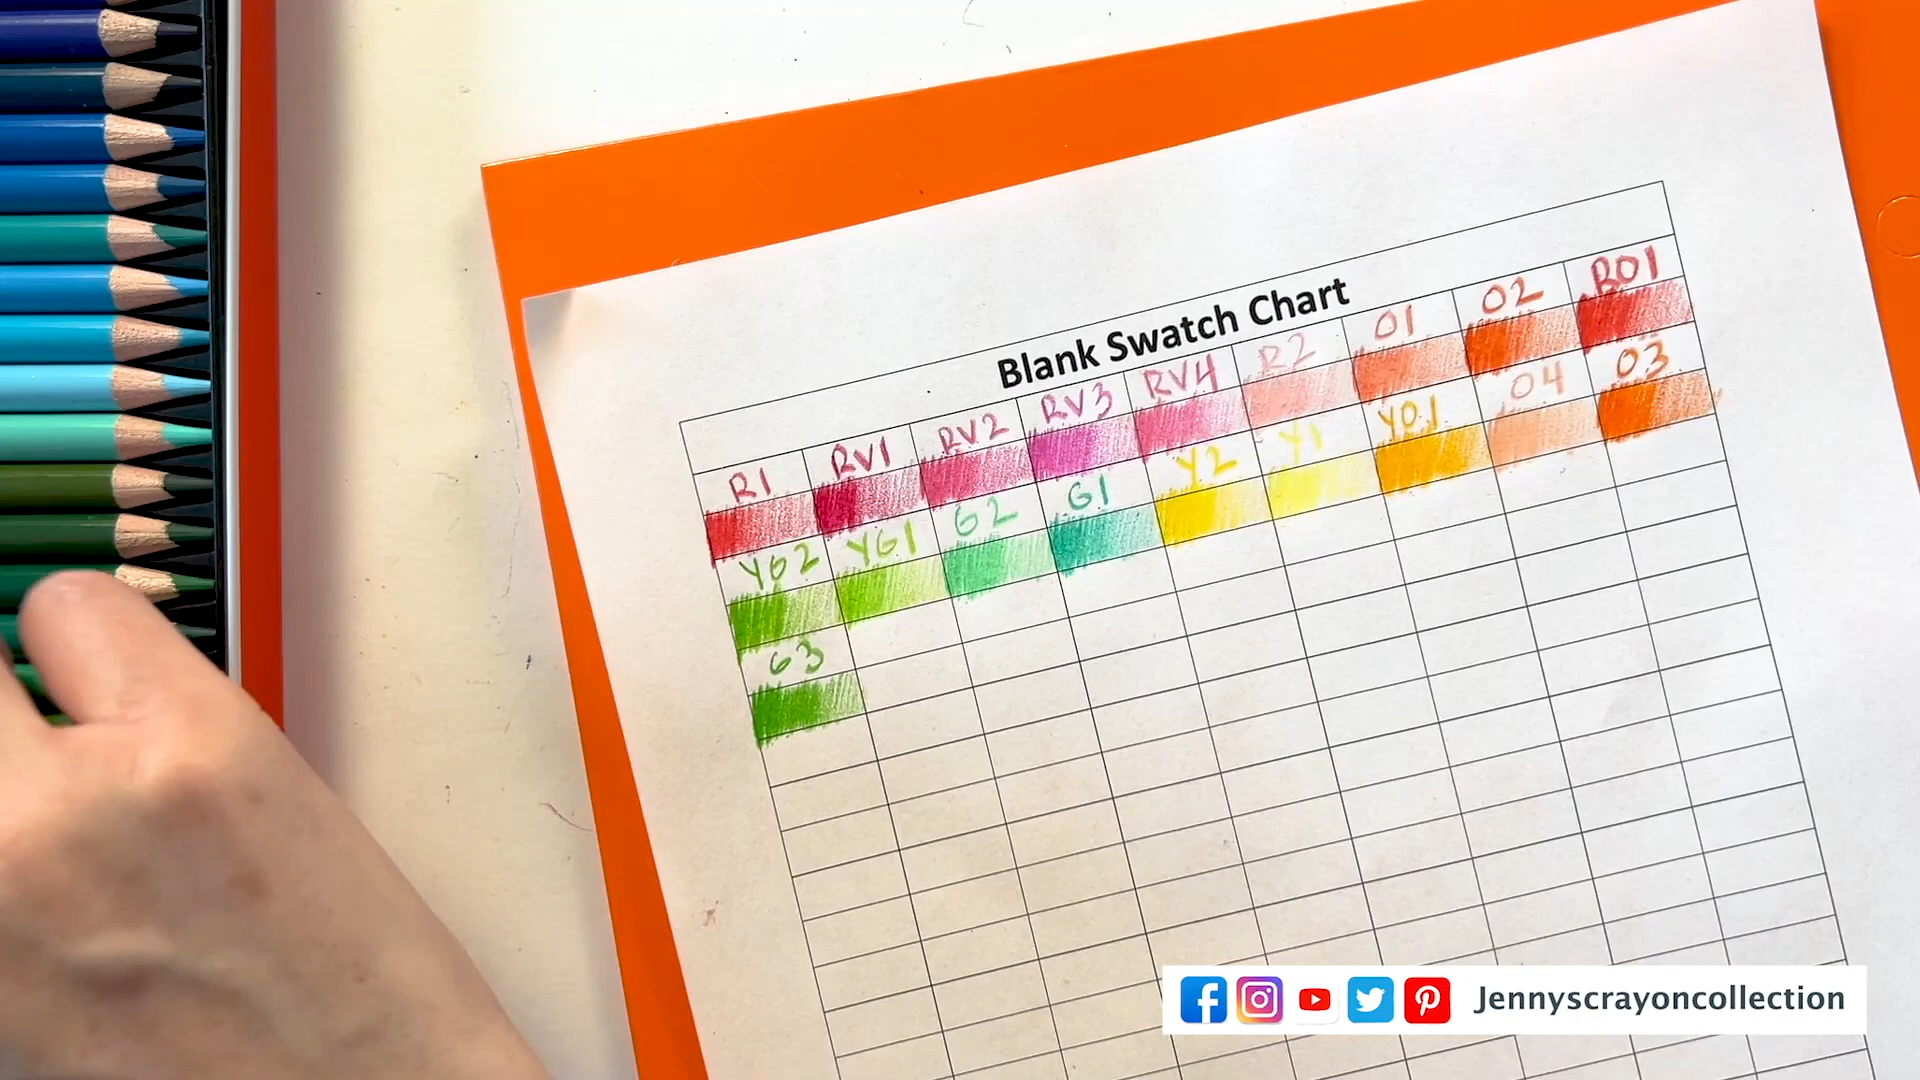 Blank Swatch Chart
R1 RV1 RV2 RV3 RV4 R2 O1 O2 RO1
YG2 YG1 G2 G1 Y2 Y1 YO1 O4 O3
G3
Jennyscrayoncollection